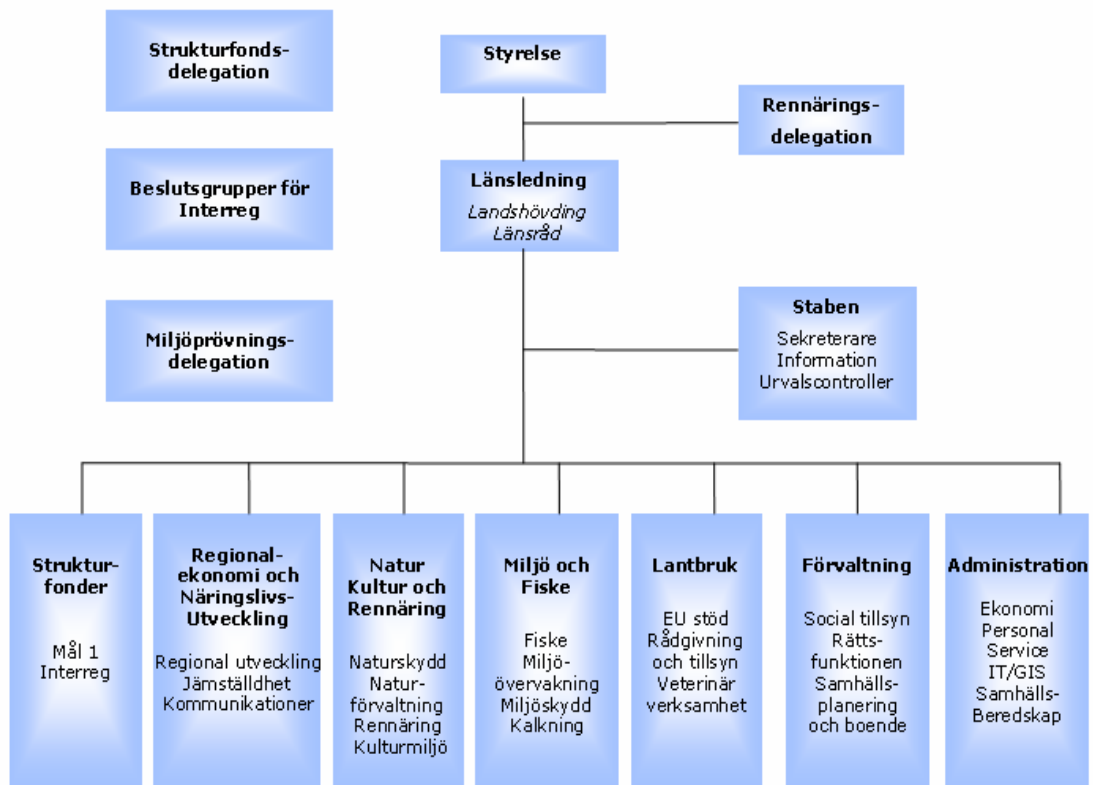 Strukturfonds-
delegation
Styrelse
Rennärings-
delegation
Beslutsgrupper för
Interreg
Länsledning
Landshövding
Länsråd
Miljöprövnings-
delegation
Staben
Sekreterare
Information
Urvalscontroller
Struktur-
fonder
Mål 1
Interreg
Regional-
ekonomi och
Näringslivs-
Utveckling
Regional utveckling
Jämställdhet
Kommunikationer
Natur
Kultur och
Rennäring
Naturskydd
Natur-
förvaltning
Rennäring
Kulturmiljö
Miljö och
Fiske
Fiske
Miljö-
övervakning
Miljöskydd
Kalkning
Lantbruk
EU stöd
Rådgivning
och tillsyn
Veterinär
verksamhet
Förvaltning
Social tillsyn
Rätts-
funktionen
Samhälls-
planering
och boende
Administration
Ekonomi
Personal
Service
IT/GIS
Samhälls-
Beredskap